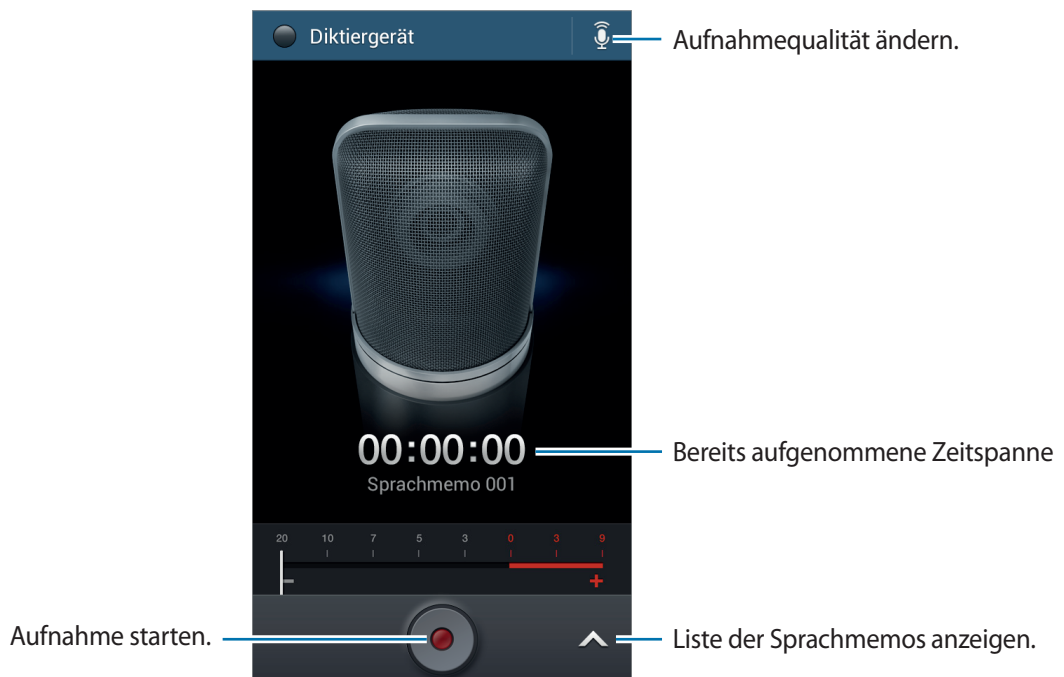 Diktiergerät
Aufnahmequalität ändern.
00:00:00
Bereits aufgenommene Zeitspanne
Sprachmemo 001
20 10 7 5 3 0 3 9
- +
Aufnahme starten.
Liste der Sprachmemos anzeigen.